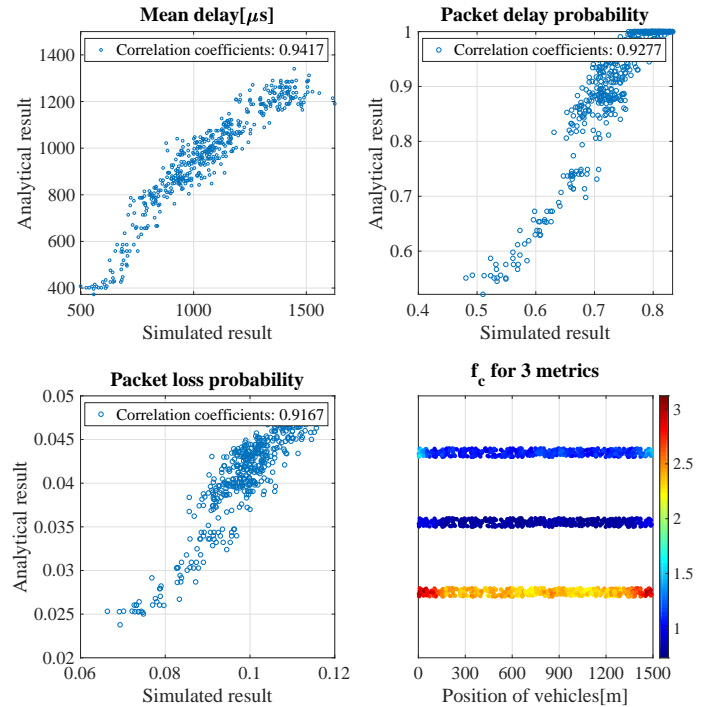 Mean delay[μs]
Correlation coefficients: 0.9417
Analytical result
1400
1200
1000
800
600
400
500
1000
1500
Simulated result
Packet delay probability
Correlation coefficients: 0.9277
Analytical result
1
0.9
0.8
0.7
0.6
0.4
0.5
0.6
0.7
0.8
Simulated result
Packet loss probability
Correlation coefficients: 0.9167
Analytical result
0.05
0.045
0.04
0.035
0.03
0.025
0.02
0.06
0.08
0.1
0.12
Simulated result
f_c for 3 metrics
3
2.5
2
1.5
1
0
300
600
900
1200
1500
Position of vehicles[m]